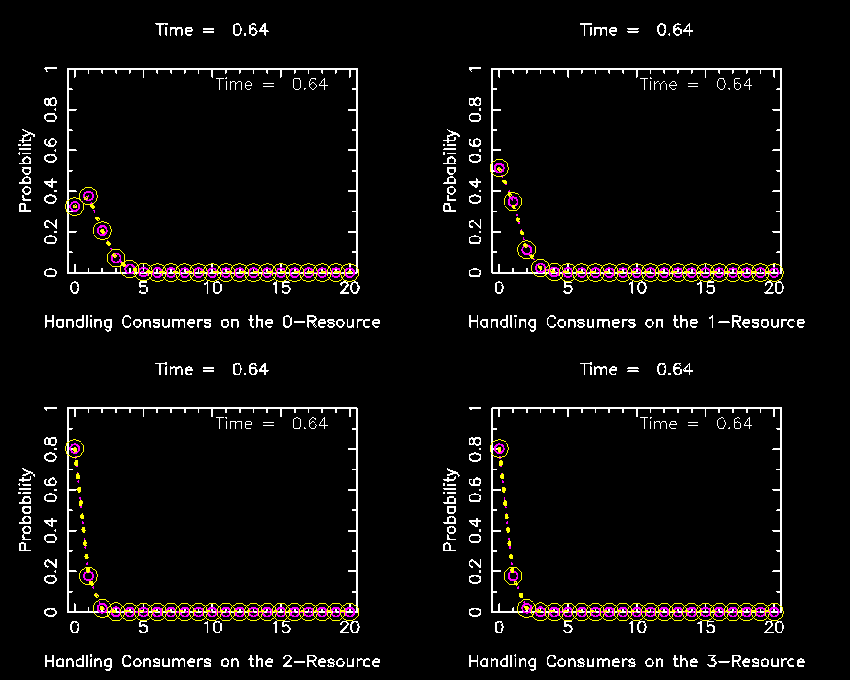 Time = 0.64
Time = 0.64
Probability
0 0.2 0.4 0.6 0.8 1
0 5 10 15 20
Handling Consumers on the 0-Resource
Time = 0.64
Time = 0.64
Probability
0 0.2 0.4 0.6 0.8 1
0 5 10 15 20
Handling Consumers on the 1-Resource
Time = 0.64
Time = 0.64
Probability
0 0.2 0.4 0.6 0.8 1
0 5 10 15 20
Handling Consumers on the 2-Resource
Time = 0.64
Time = 0.64
Probability
0 0.2 0.4 0.6 0.8 1
0 5 10 15 20
Handling Consumers on the 3-Resource